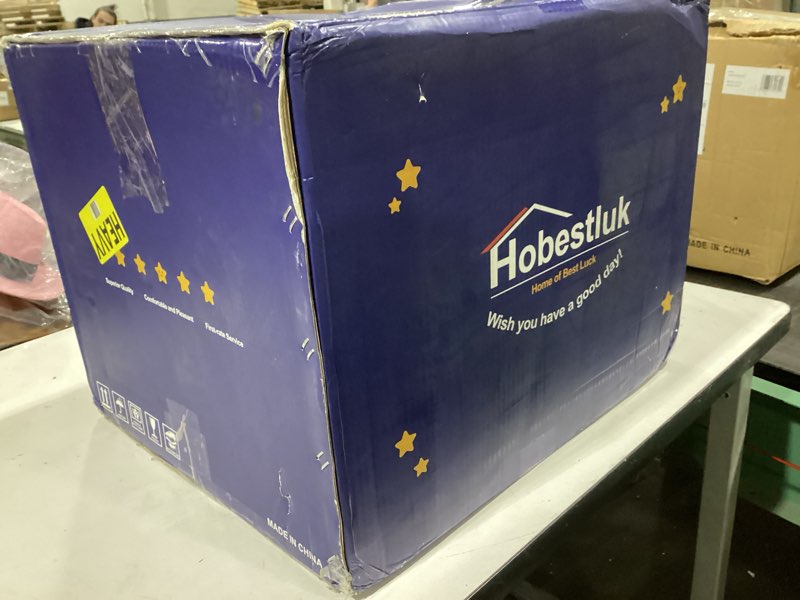 HEAVY
Superior Quality
Comfortable and Pleasant
First-rate Service
MADE IN CHINA
Hobestluk
Home of Best Luck
Wish you have a good day!
MADE IN CHINA